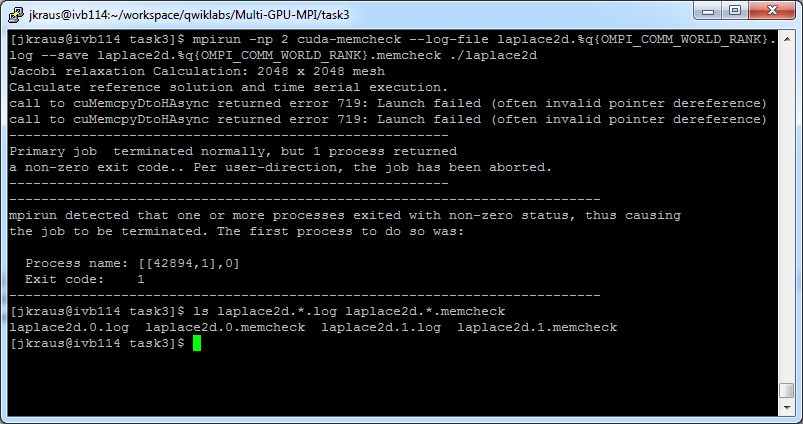 jkraus@ivb114:~/workspace/qwiklabs/Multi-GPU-MPI/task3
[jkraus@ivb114 task3]$ mpirun -np 2 cuda-memcheck --log-file laplace2d.%q{OMPI_COMM_WORLD_RANK}.
log --save laplace2d.%q{OMPI_COMM_WORLD_RANK}.memcheck ./laplace2d
Jacobi relaxation Calculation: 2048 x 2048 mesh
Calculate reference solution and time serial execution.
call to cuMemcpyDtoHAsync returned error 719: Launch failed (often invalid pointer dereference)
call to cuMemcpyDtoHAsync returned error 719: Launch failed (often invalid pointer dereference)
--------------------------------------------------------
Primary job  terminated normally, but 1 process returned
a non-zero exit code.. Per user-direction, the job has been aborted.
--------------------------------------------------------
---------------------------------------------------------------------------
mpirun detected that one or more processes exited with non-zero status, thus causing
the job to be terminated. The first process to do so was:
  Process name: [[42894,1],0]
  Exit code:    1
---------------------------------------------------------------------------
[jkraus@ivb114 task3]$ ls laplace2d.*.log laplace2d.*.memcheck
laplace2d.0.log  laplace2d.0.memcheck  laplace2d.1.log  laplace2d.1.memcheck
[jkraus@ivb114 task3]$